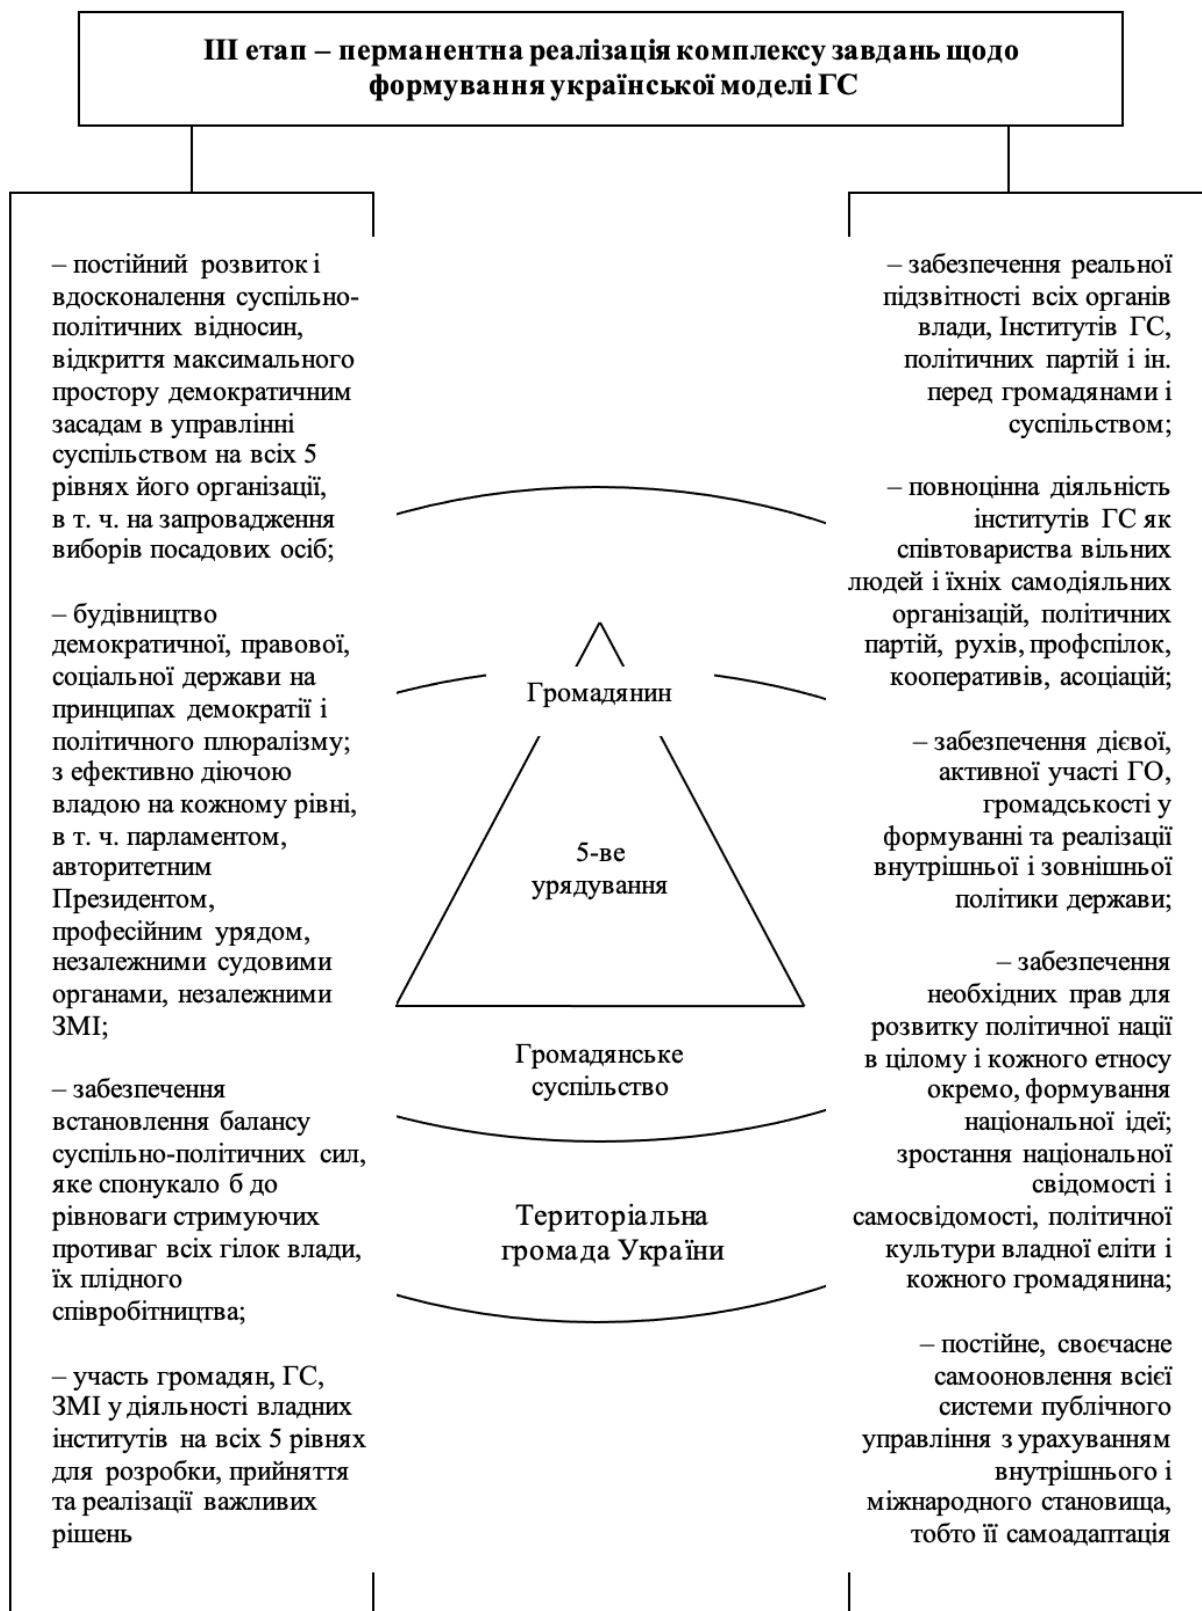 ІІІ етап – перманентна реалізація комплексу завдань щодо
формування української моделі ГС
– постійний розвиток і
вдосконалення суспільно-
політичних відносин,
відкриття максимального
простору демократичним
засадам в управлінні
суспільством на всіх 5
рівнях його організації,
в т. ч. на запровадження
виборів посадових осіб;
– будівництво
демократичної, правової,
соціальної держави на
принципах демократії і
політичного плюралізму;
з ефективно діючою
владою на кожному рівні,
в т. ч. парламентом,
авторитетним
Президентом,
професійним урядом,
незалежними судовими
органами, незалежними
ЗМІ;
– забезпечення
встановлення балансу
суспільно-політичних сил,
яке спонукало б до
рівноваги стримуючих
противаг всіх гілок влади,
їх плідного
співробітництва;
– участь громадян, ГС,
ЗМІ у діяльності владних
інститутів на всіх 5 рівнях
для розробки, прийняття
та реалізації важливих
рішень
Громадянин
5-ве
урядування
Громадянське
суспільство
Територіальна
громада України
– забезпечення реальної
підзвітності всіх органів
влади, Інститутів ГС,
політичних партій і ін.
перед громадянами і
суспільством;
– повноцінна діяльність
інститутів ГС як
співтовариства вільних
людей і їхніх самодіяльних
організацій, політичних
партій, рухів, профспілок,
кооперативів, асоціацій;
– забезпечення дієвої,
активної участі ГО,
громадськості у
формуванні та реалізації
внутрішньої і зовнішньої
політики держави;
– забезпечення
необхідних прав для
розвитку політичної нації
в цілому і кожного етносу
окремо, формування
національної ідеї;
зростання національної
свідомості і
самосвідомості, політичної
культури владної еліти і
кожного громадянина;
– постійне, своєчасне
самооновлення всієї
системи публічного
управління з урахуванням
внутрішнього і
міжнародного становища,
тобто її самоадаптація